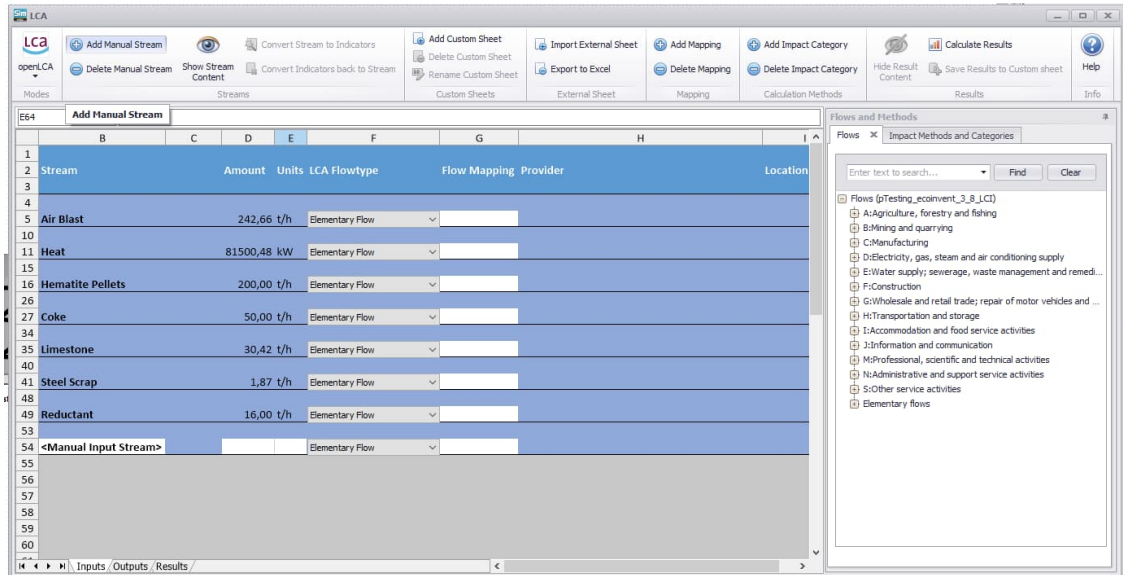 Sim LCA
LCa
openLCA
Add Manual Stream
Delete Manual Stream
Show Stream Content
Convert Stream to Indicators
Convert Indicators back to Stream
Add Custom Sheet
Delete Custom Sheet
Rename Custom Sheet
Import External Sheet
Export to Excel
Add Mapping
Delete Mapping
Add Impact Category
Delete Impact Category
Hide Result Content
Calculate Results
Save Results to Custom sheet
Help
Modes Streams Custom Sheets External Sheet Mapping Calculation Methods Results Info
E64
Add Manual Stream
B C D E F G H I
1
2 Stream Amount Units LCA Flowtype Flow Mapping Provider Location
3
4
5 Air Blast 242,66 t/h Elementary Flow
10
11 Heat 81500,48 kW Elementary Flow
15
16 Hematite Pellets 200,00 t/h Elementary Flow
26
27 Coke 50,00 t/h Elementary Flow
34
35 Limestone 30,42 t/h Elementary Flow
40
41 Steel Scrap 1,87 t/h Elementary Flow
48
49 Reductant 16,00 t/h Elementary Flow
53
54 <Manual Input Stream> Elementary Flow
55
56
57
58
59
60
Inputs Outputs Results
Flows and Methods
Flows Impact Methods and Categories
Enter text to search... Find Clear
Flows (pTesting_ecoinvent_3_8_LCI)
A:Agriculture, forestry and fishing
B:Mining and quarrying
C:Manufacturing
D:Electricity, gas, steam and air conditioning supply
E:Water supply; sewerage, waste management and remedi...
F:Construction
G:Wholesale and retail trade; repair of motor vehicles and ...
H:Transportation and storage
I:Accommodation and food service activities
J:Information and communication
M:Professional, scientific and technical activities
N:Administrative and support service activities
S:Other service activities
Elementary flows